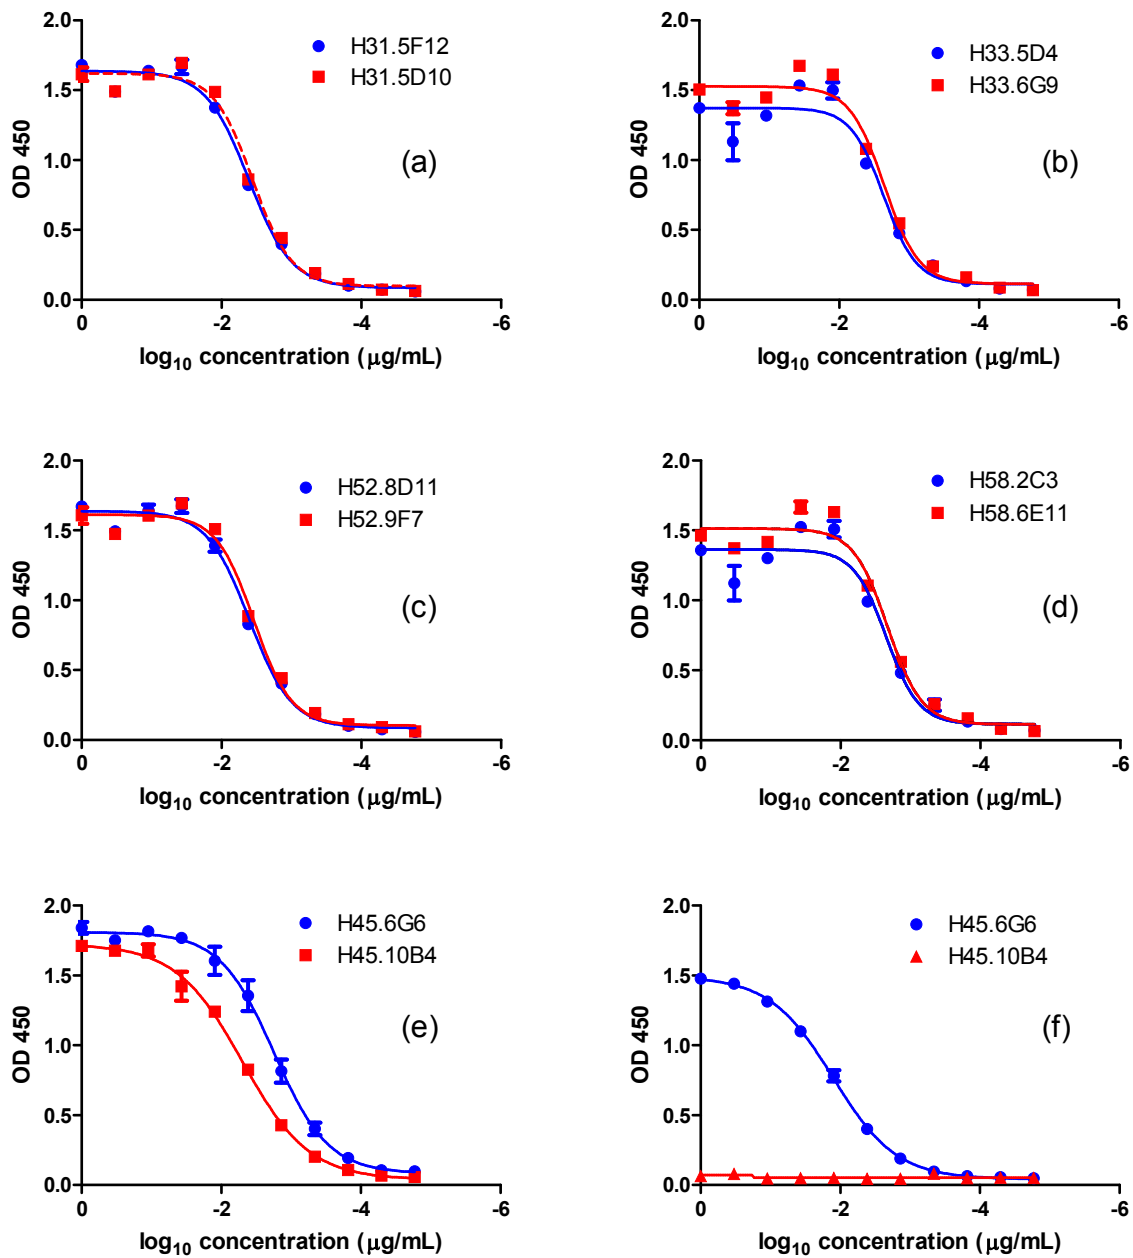 2.0
1.5
1.0
0.5
0.0
OD 450
H31.5F12
H31.5D10
(a)
0 -2 -4 -6
log10 concentration (μg/mL)
2.0
1.5
1.0
0.5
0.0
OD 450
H33.5D4
H33.6G9
(b)
0 -2 -4 -6
log10 concentration (μg/mL)
2.0
1.5
1.0
0.5
0.0
OD 450
H52.8D11
H52.9F7
(c)
0 -2 -4 -6
log10 concentration (μg/mL)
2.0
1.5
1.0
0.5
0.0
OD 450
H58.2C3
H58.6E11
(d)
0 -2 -4 -6
log10 concentration (μg/mL)
2.0
1.5
1.0
0.5
0.0
OD 450
H45.6G6
H45.10B4
(e)
0 -2 -4 -6
log10 concentration (μg/mL)
2.0
1.5
1.0
0.5
0.0
OD 450
H45.6G6
H45.10B4
(f)
0 -2 -4 -6
log10 concentration (μg/mL)